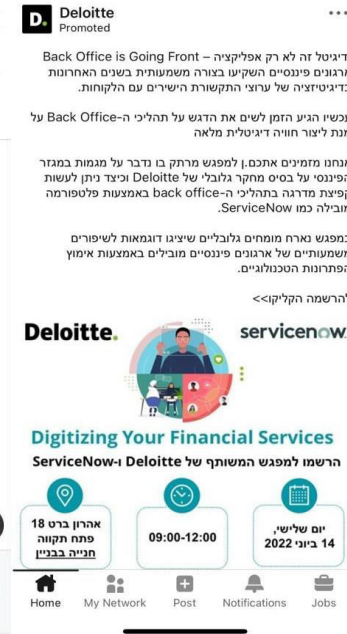 Deloitte
Promoted
דיגיטל זה לא רק אפליקציה – Back Office is Going Front
ארגונים פיננסיים השקיעו בצורה משמעותית בשנים האחרונות
בדיגיטיזציה של ערוצי התקשורת הישירים עם הלקוחות.
עכשיו הגיע הזמן לשים את הדגש על תהליכי ה-Back Office על
מנת ליצור חוויה דיגיטלית מלאה
אנחנו מזמינים אתכם.ן למפגש מרתק בו נדבר על מגמות במגזר
הפיננסי על בסיס מחקר גלובלי של Deloitte וכיצד ניתן לעשות
קפיצת מדרגה בתהליכי ה-back office באמצעות פלטפורמה
מובילה כמו ServiceNow.
במפגש נארח מומחים גלובליים שיציגו דוגמאות לשיפורים
משמעותיים של ארגונים פיננסיים מובילים באמצעות אימוץ
הפתרונות הטכנולוגיים.
להרשמה הקליקו>>
Deloitte.
servicenow.
Digitizing Your Financial Services
הרשמו למפגש המשותף של Deloitte ו-ServiceNow
יום שלישי,
14 ביוני 2022
09:00-12:00
אהרון ברט 18
פתח תקווה
חנייה בבניין
Home
My Network
Post
Notifications
Jobs